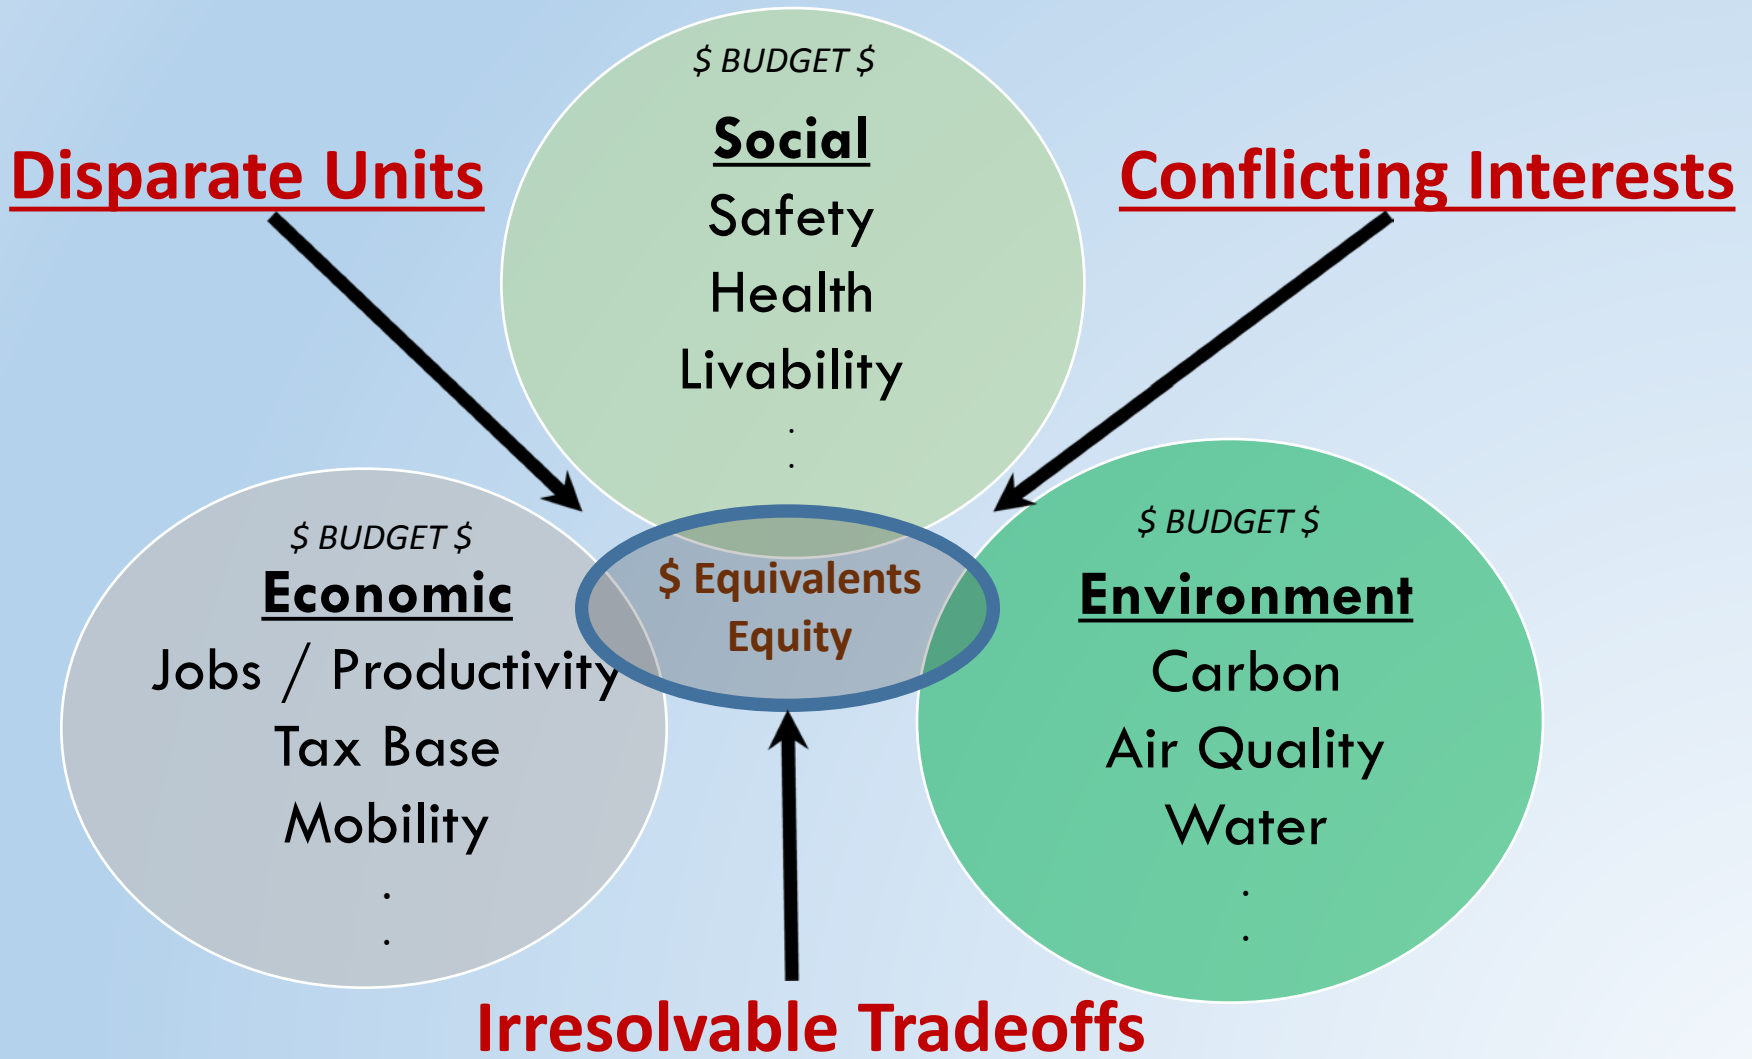 $ BUDGET $
Social
Safety
Health
Livability
.
.
Disparate Units
Conflicting Interests
$ BUDGET $
Economic
Jobs / Productivity
Tax Base
Mobility
.
.
$ Equivalents
Equity
$ BUDGET $
Environment
Carbon
Air Quality
Water
.
.
Irresolvable Tradeoffs